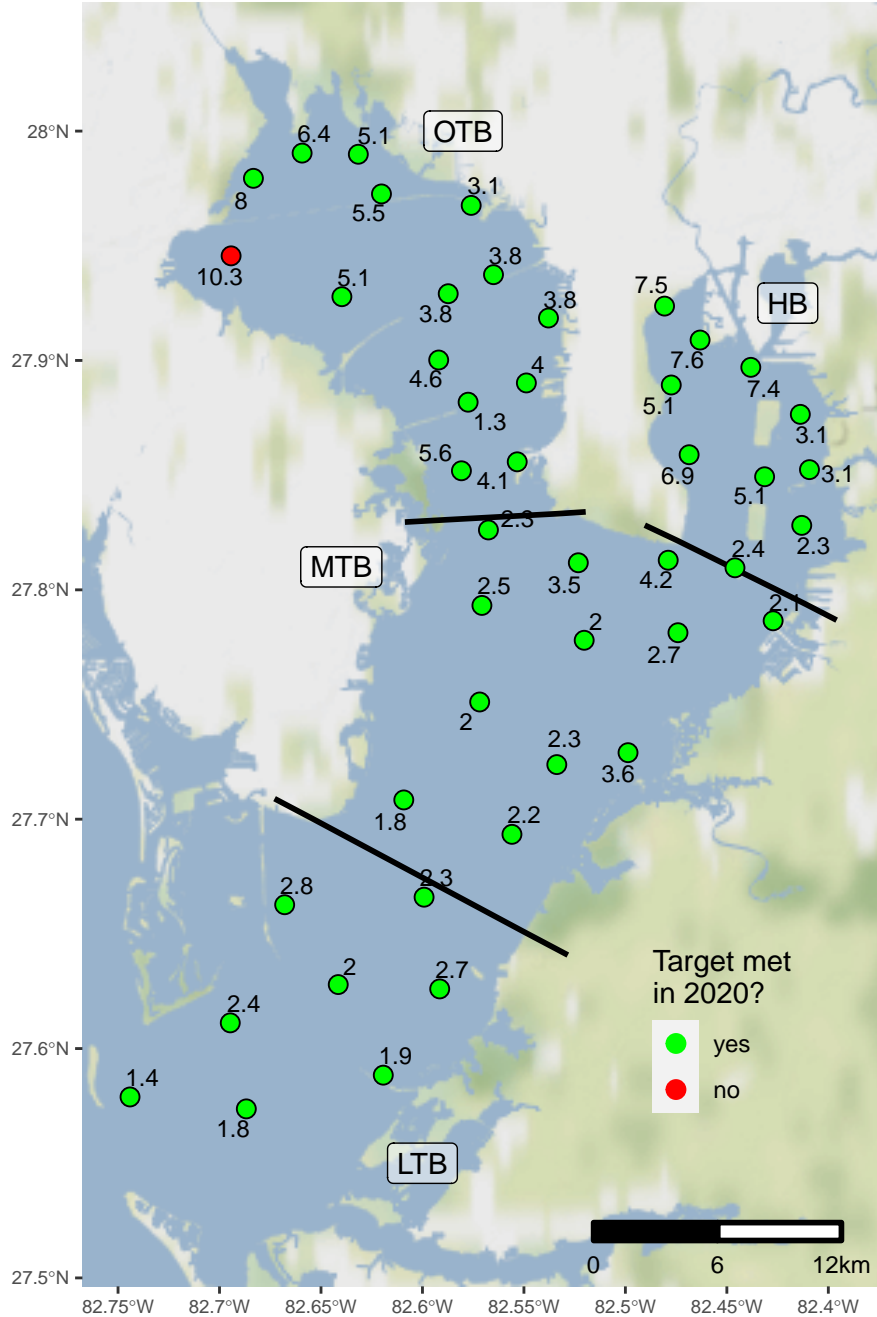 28°N
27.9°N
27.8°N
27.7°N
27.6°N
27.5°N
OTB
6.4
5.1
8
5.5
3.1
10.3
5.1
3.8
3.8
3.8
4.6
4
1.3
5.6
4.1
HB
7.5
7.6
7.4
5.1
3.1
6.9
5.1
3.1
2.3
2.4
MTB
2.3
3.5
4.2
2.1
2.5
2
2.7
2
2.3
3.6
1.8
2.2
2.3
2.8
2
2.7
2.4
1.9
1.4
1.8
LTB
Target met
in 2020?
yes
no
0 6 12km
82.75°W 82.7°W 82.65°W 82.6°W 82.55°W 82.5°W 82.45°W 82.4°W